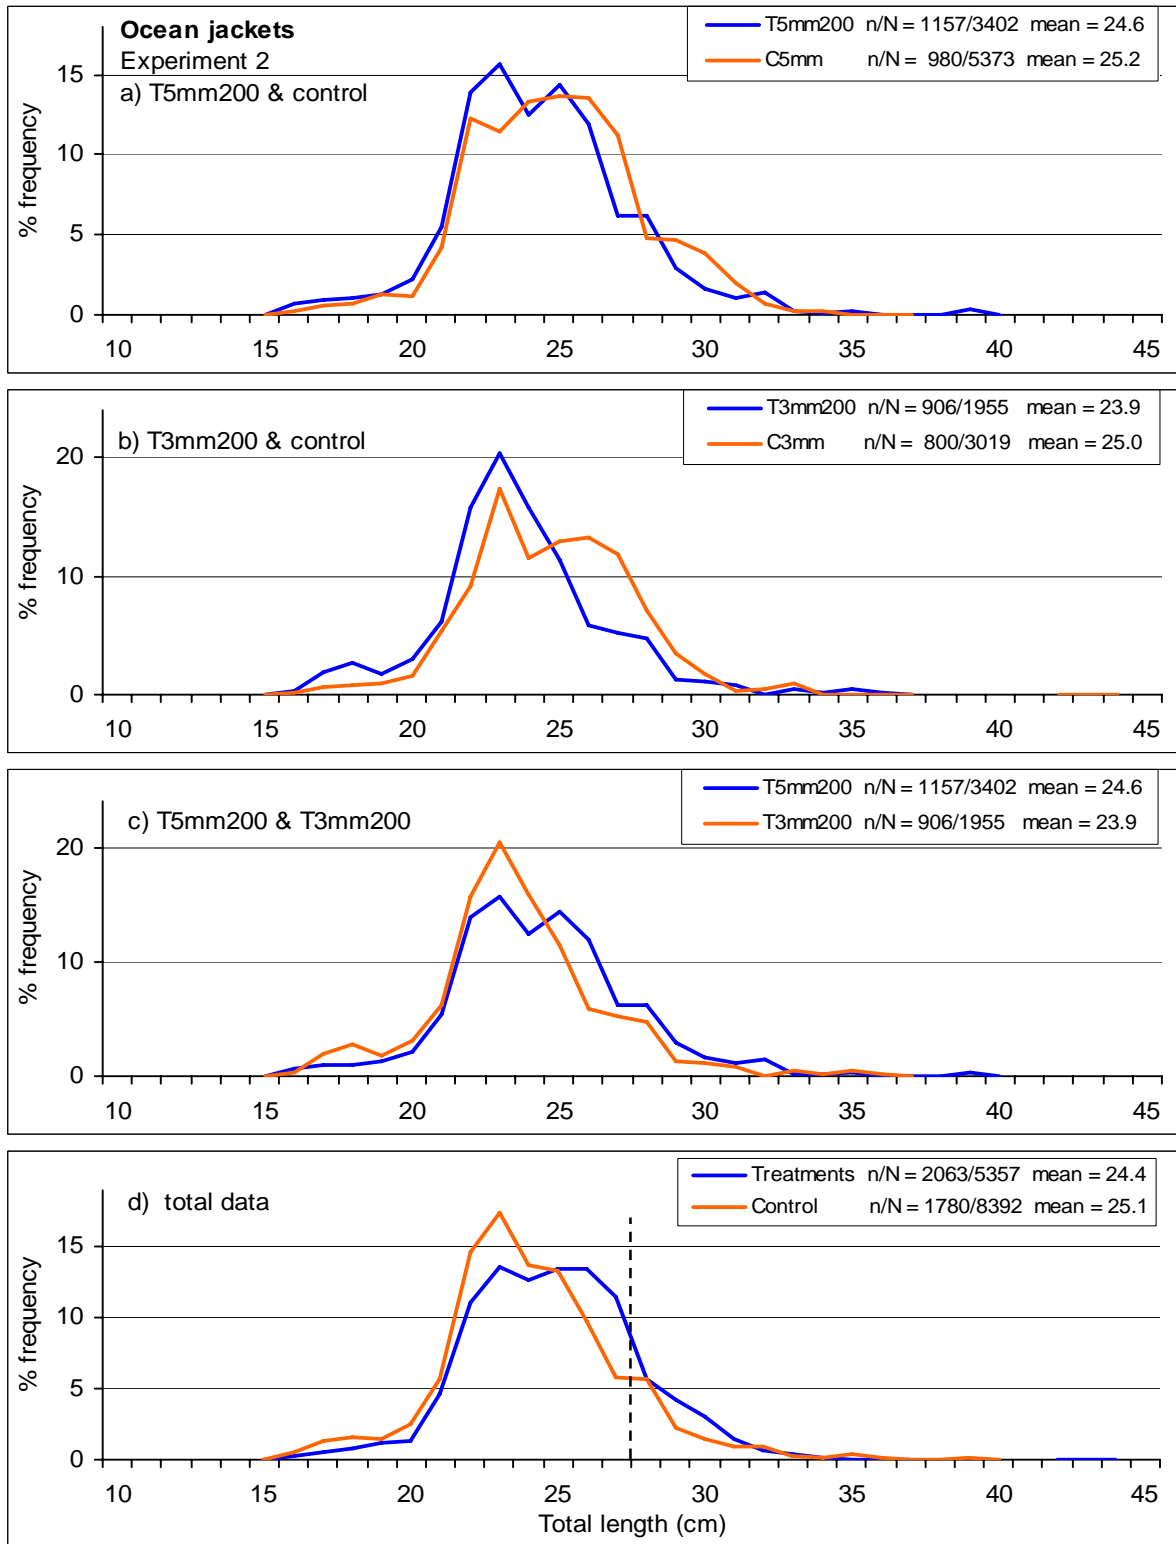 Ocean jackets
Experiment 2
a) T5mm200 & control
T5mm200 n/N = 1157/3402 mean = 24.6
C5mm n/N = 980/5373 mean = 25.2
% frequency
15
10
5
0
10 15 20 25 30 35 40 45
b) T3mm200 & control
T3mm200 n/N = 906/1955 mean = 23.9
C3mm n/N = 800/3019 mean = 25.0
% frequency
20
10
0
10 15 20 25 30 35 40 45
c) T5mm200 & T3mm200
T5mm200 n/N = 1157/3402 mean = 24.6
T3mm200 n/N = 906/1955 mean = 23.9
% frequency
20
10
0
10 15 20 25 30 35 40 45
d) total data
Treatments n/N = 2063/5357 mean = 24.4
Control n/N = 1780/8392 mean = 25.1
% frequency
15
10
5
0
10 15 20 25 30 35 40 45
Total length (cm)